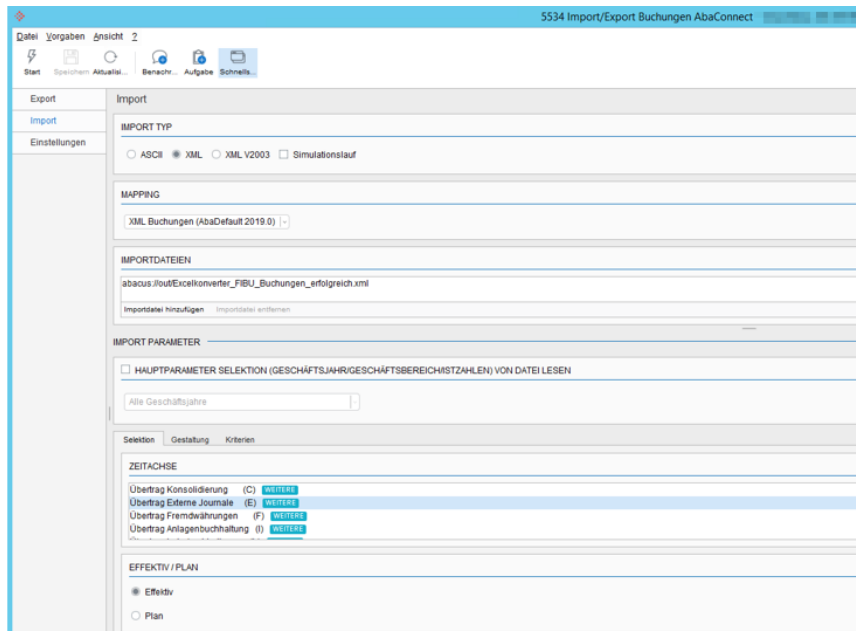 5534 Import/Export Buchungen AbaConnect
Datei Vorgaben Ansicht ?
Start Speichern Aktualisi... Benachr... Aufgabe Schnells...
Export
Import
Einstellungen
Import
IMPORT TYP
ASCII XML XML V2003 Simulationslauf
MAPPING
XML Buchungen (AbaDefault 2019.0)
IMPORTDATEIEN
abacus://out/Excelkonverter_FIBU_Buchungen_erfolgreich.xml
Importdatei hinzufügen Importdatei entfernen
IMPORT PARAMETER
HAUPTPARAMETER SELEKTION (GESCHÄFTSJAHR/GESCHÄFTSBEREICH/ISTZAHLEN) VON DATEI LESEN
Alle Geschäftsjahre
Selektion Gestaltung Kriterien
ZEITACHSE
Übertrag Konsolidierung (C) WEITERE
Übertrag Externe Journale (E) WEITERE
Übertrag Fremdwährungen (F) WEITERE
Übertrag Anlagenbuchhaltung (I) WEITERE
EFFEKTIV / PLAN
Effektiv
Plan